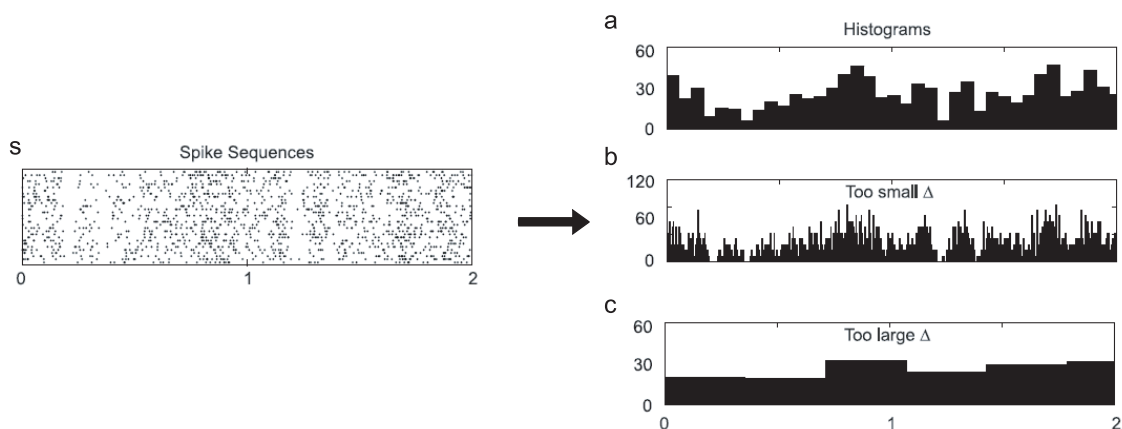 s
Spike Sequences
0 1 2
a
Histograms
60
30
0
b
Too small Δ
120
60
0
c
Too large Δ
60
30
0
0 1 2